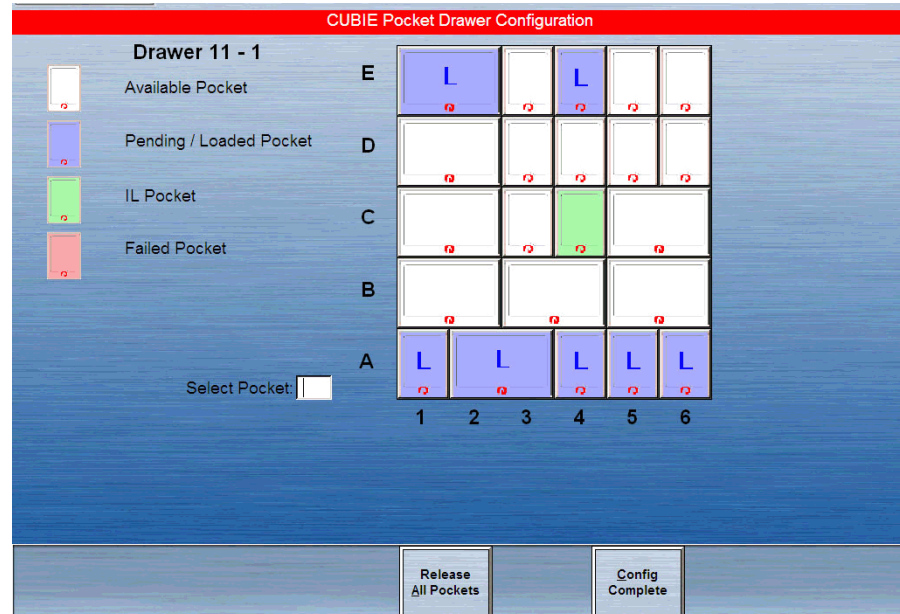 CUBIE Pocket Drawer Configuration
Drawer 11 - 1
Available Pocket
Pending / Loaded Pocket
IL Pocket
Failed Pocket
E
L
L
D
C
B
A
L
L
L
L
L
Select Pocket:
1 2 3 4 5 6
Release
All Pockets
Config
Complete